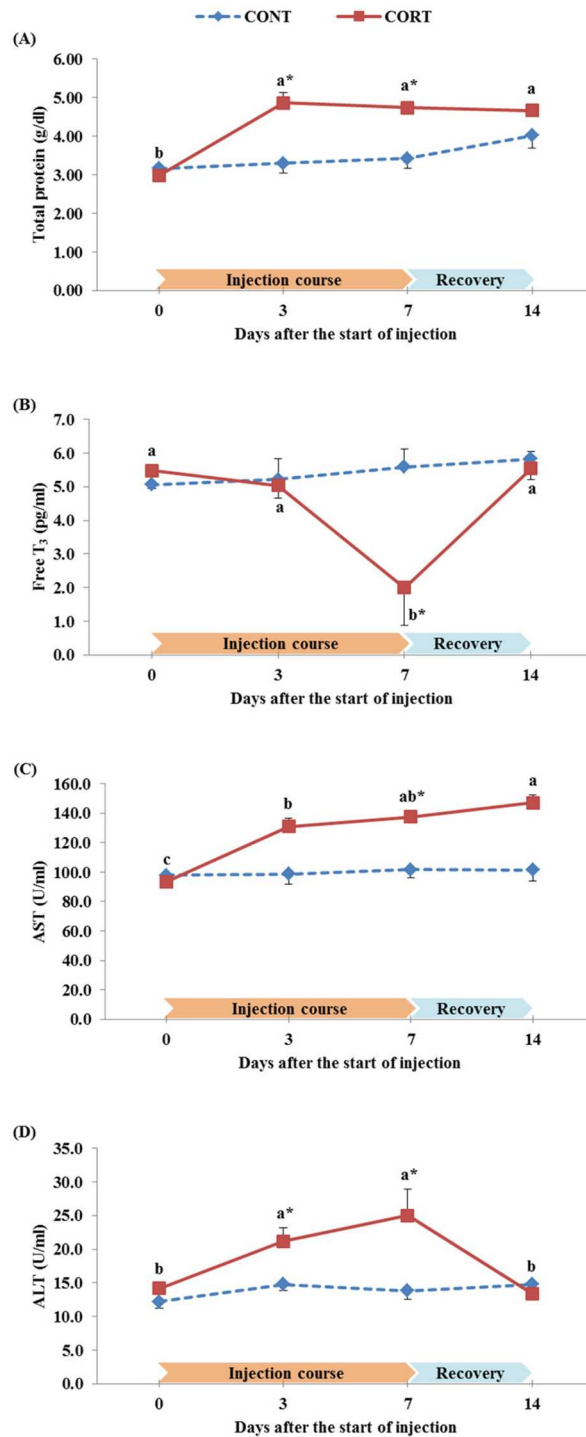 CONT CORT
(A)
6.00
5.00
4.00
3.00
2.00
1.00
0.00
Total protein (g/dl)
b a* a* a
Injection course Recovery
0 3 7 14
Days after the start of injection
(B)
7.0
6.0
5.0
4.0
3.0
2.0
1.0
0.0
Free T3 (pg/ml)
a a b* a
Injection course Recovery
0 3 7 14
Days after the start of injection
(C)
160.0
140.0
120.0
100.0
80.0
60.0
40.0
20.0
0.0
AST (U/ml)
c b ab* a
Injection course Recovery
0 3 7 14
Days after the start of injection
(D)
35.0
30.0
25.0
20.0
15.0
10.0
5.0
0.0
ALT (U/ml)
b a* a* b
Injection course Recovery
0 3 7 14
Days after the start of injection